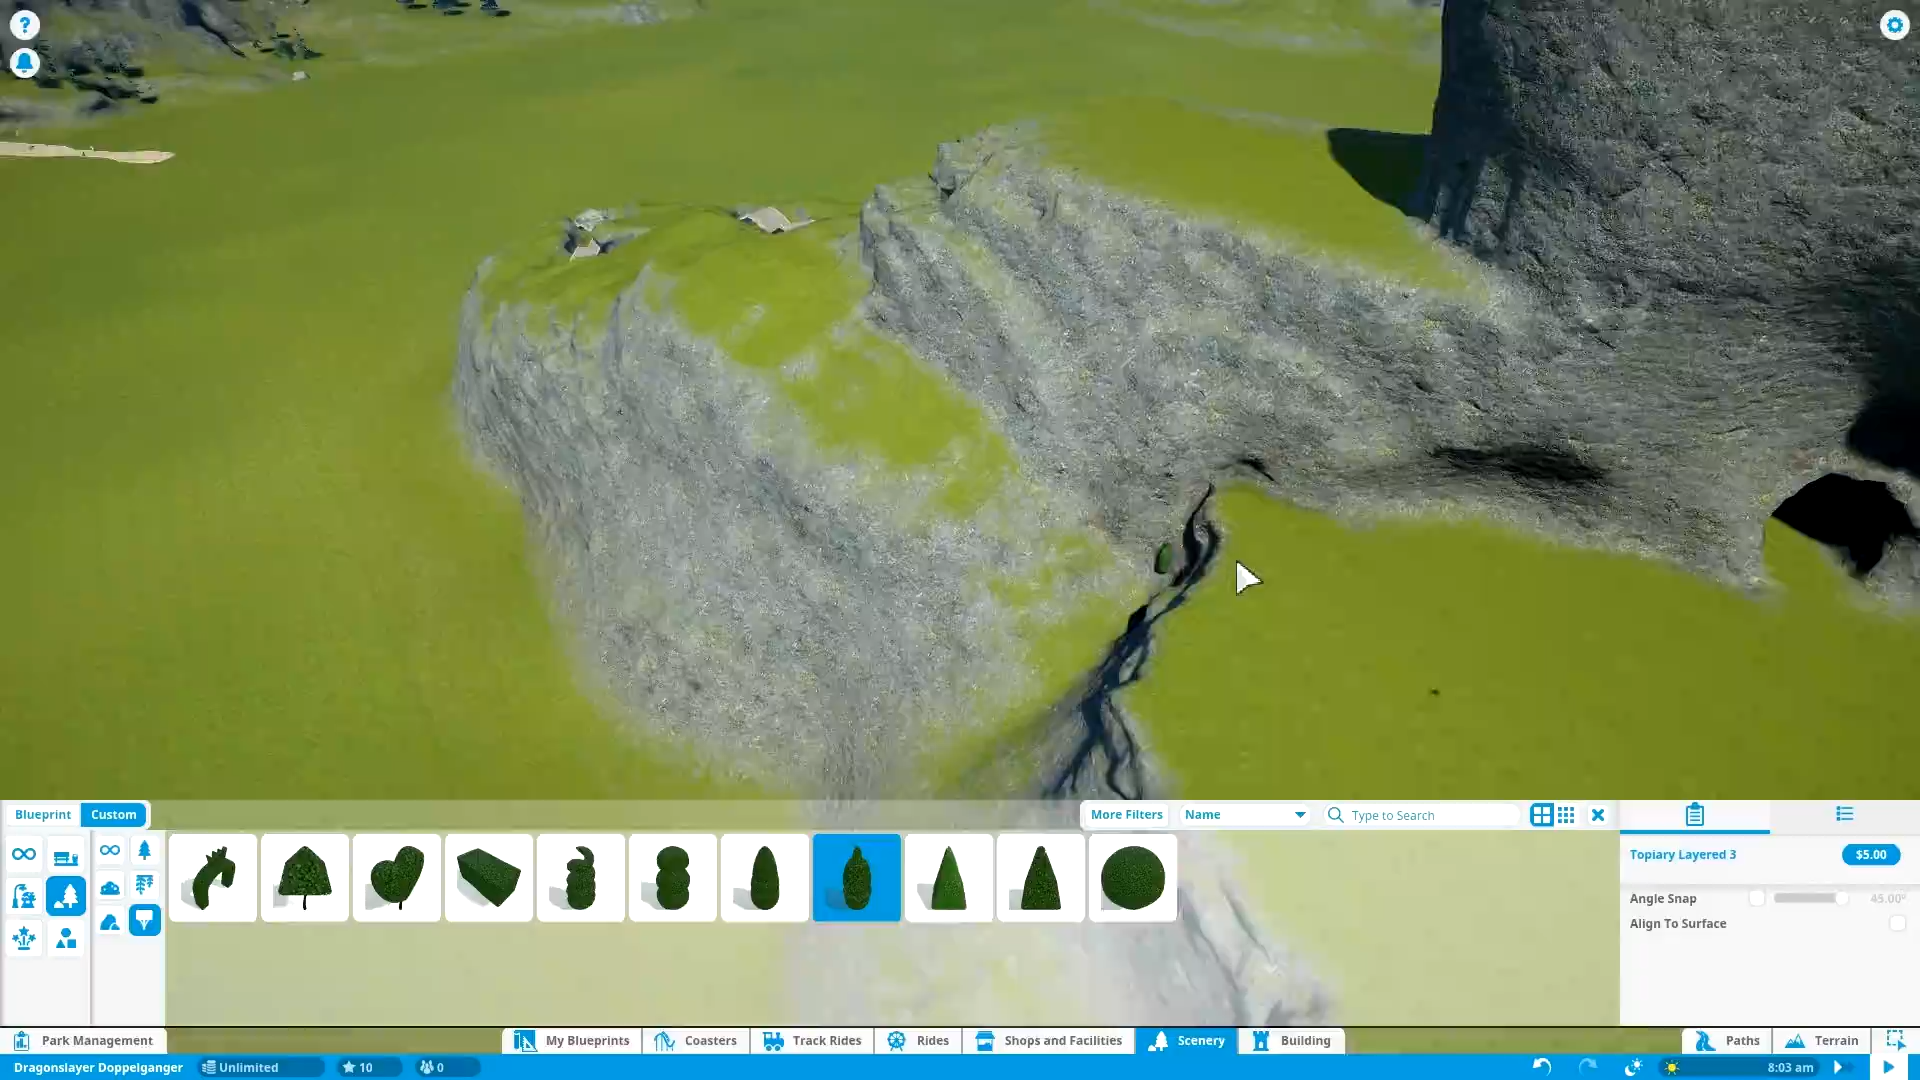 ?
Blueprint Custom More Filters Name Type to Search
Topiary Layered 3 $5.00
Angle Snap 45.00°
Align To Surface
Park Management My Blueprints Coasters Track Rides Rides Shops and Facilities Scenery Building Paths Terrain
Dragonslayer Doppelganger Unlimited 10 0 8:03 am